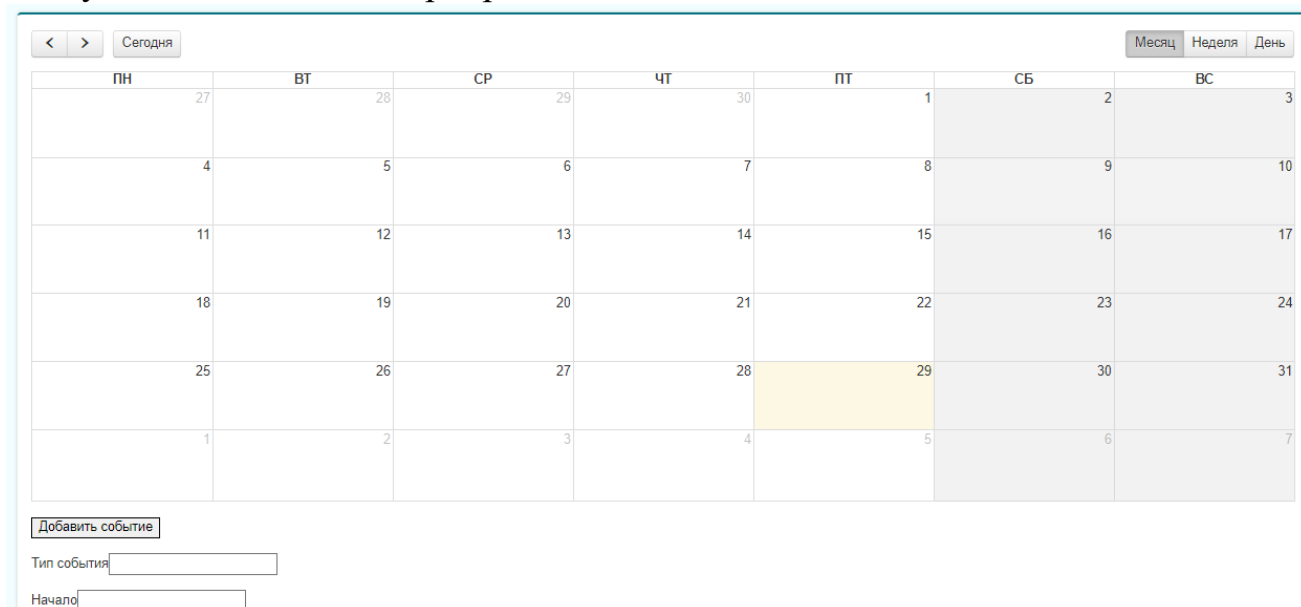 Сегодня Месяц Неделя День
ПН ВТ СР ЧТ ПТ СБ ВС
27 28 29 30 1 2 3
4 5 6 7 8 9 10
11 12 13 14 15 16 17
18 19 20 21 22 23 24
25 26 27 28 29 30 31
1 2 3 4 5 6 7
Добавить событие
Тип события
Начало